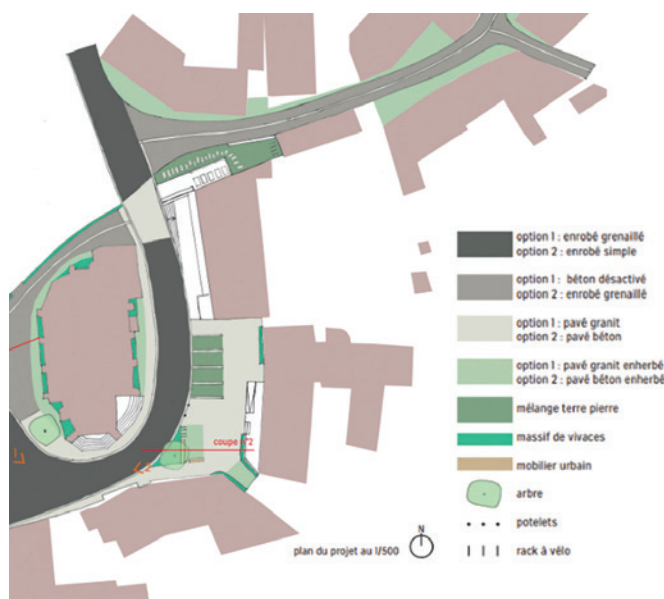 option 1 : enrobé grenaillé
option 2 : enrobé simple
option 1 : béton désactivé
option 2 : enrobé grenaillé
option 1 : pavé granit
option 2 : pavé béton
option 1 : pavé granit enherbé
option 2 : pavé béton enherbé
mélange terre pierre
massif de vivaces
mobilier urbain
arbre
potelets
rack à vélo
coupe n°2
1
2
N
plan du projet au 1/500